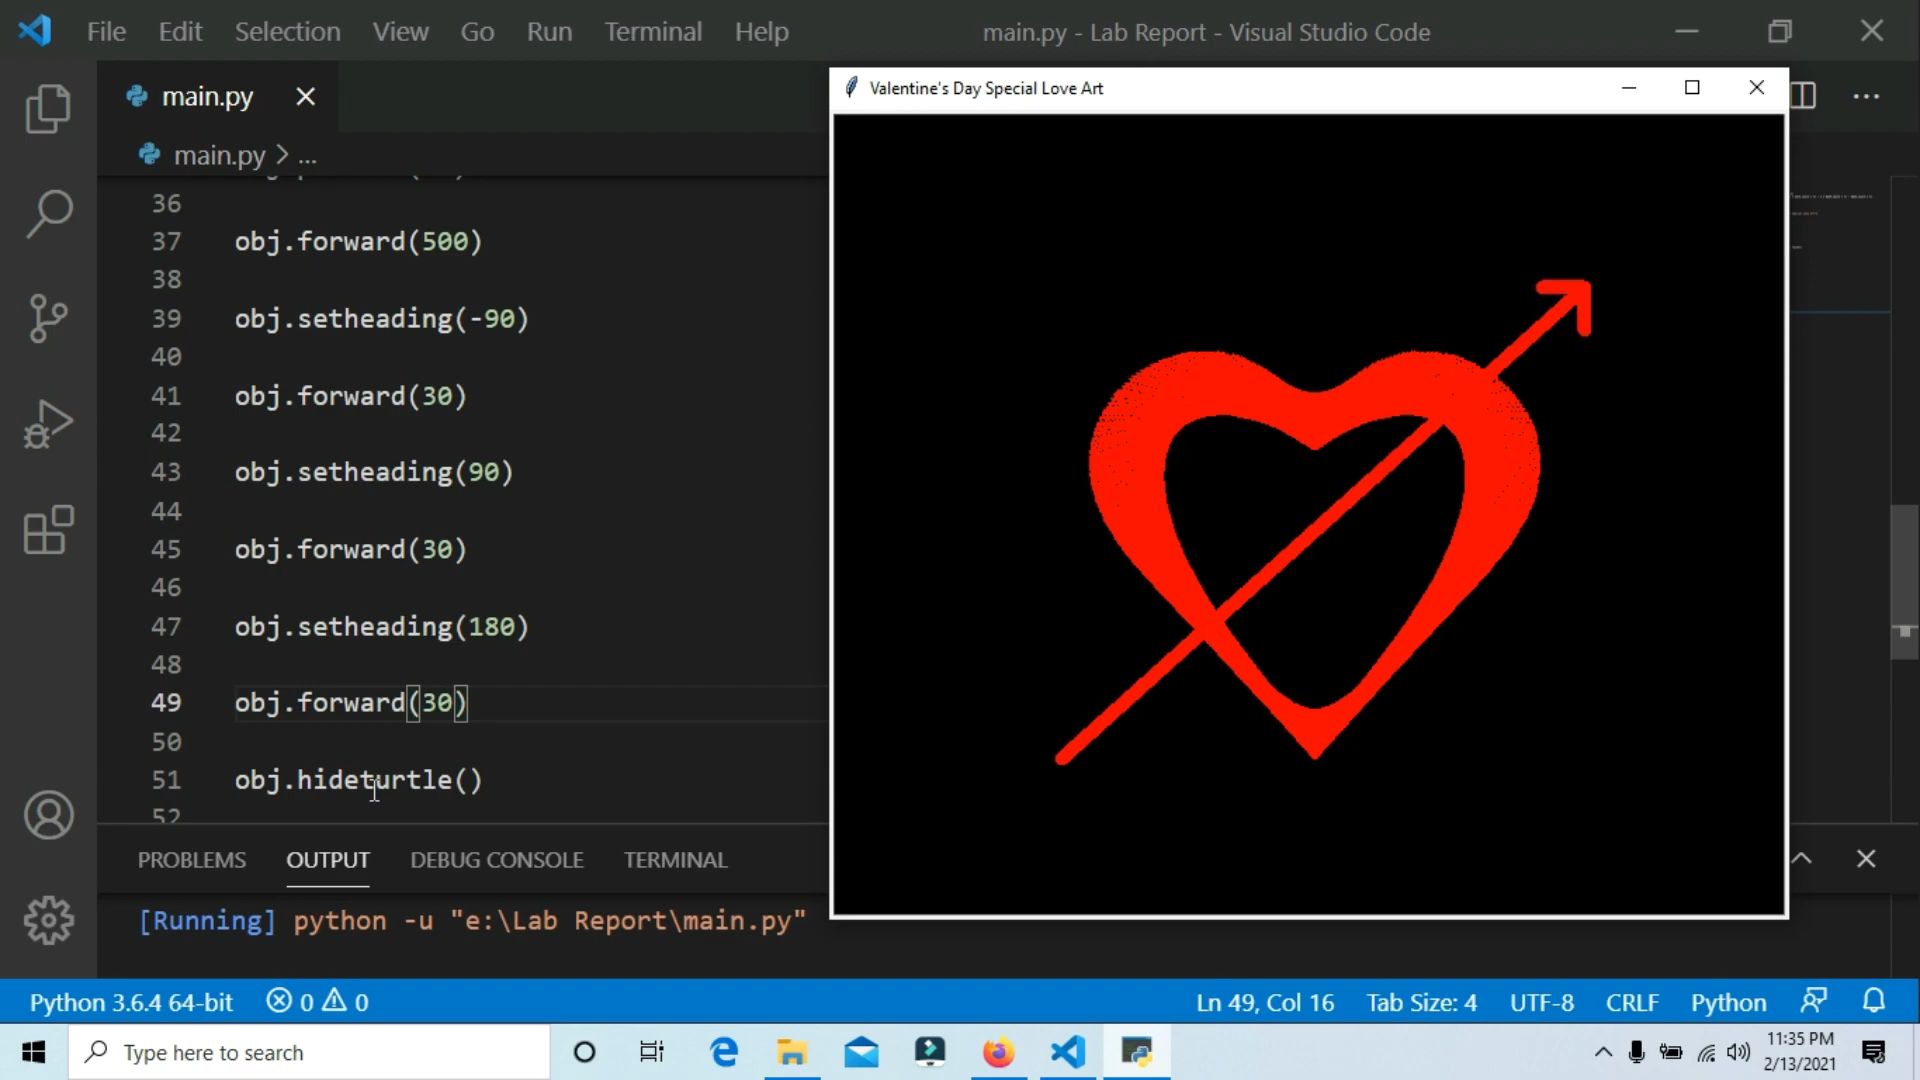 File Edit Selection View Go Run Terminal Help main.py - Lab Report - Visual Studio Code
main.py
main.py > ...
36
37 obj.forward(500)
38
39 obj.setheading(-90)
40
41 obj.forward(30)
42
43 obj.setheading(90)
44
45 obj.forward(30)
46
47 obj.setheading(180)
48
49 obj.forward(30)
50
51 obj.hideturtle()
52
Valentine's Day Special Love Art
PROBLEMS OUTPUT DEBUG CONSOLE TERMINAL
[Running] python -u "e:\Lab Report\main.py"
Python 3.6.4 64-bit 0 0 Ln 49, Col 16 Tab Size: 4 UTF-8 CRLF Python
Type here to search
11:35 PM
2/13/2021